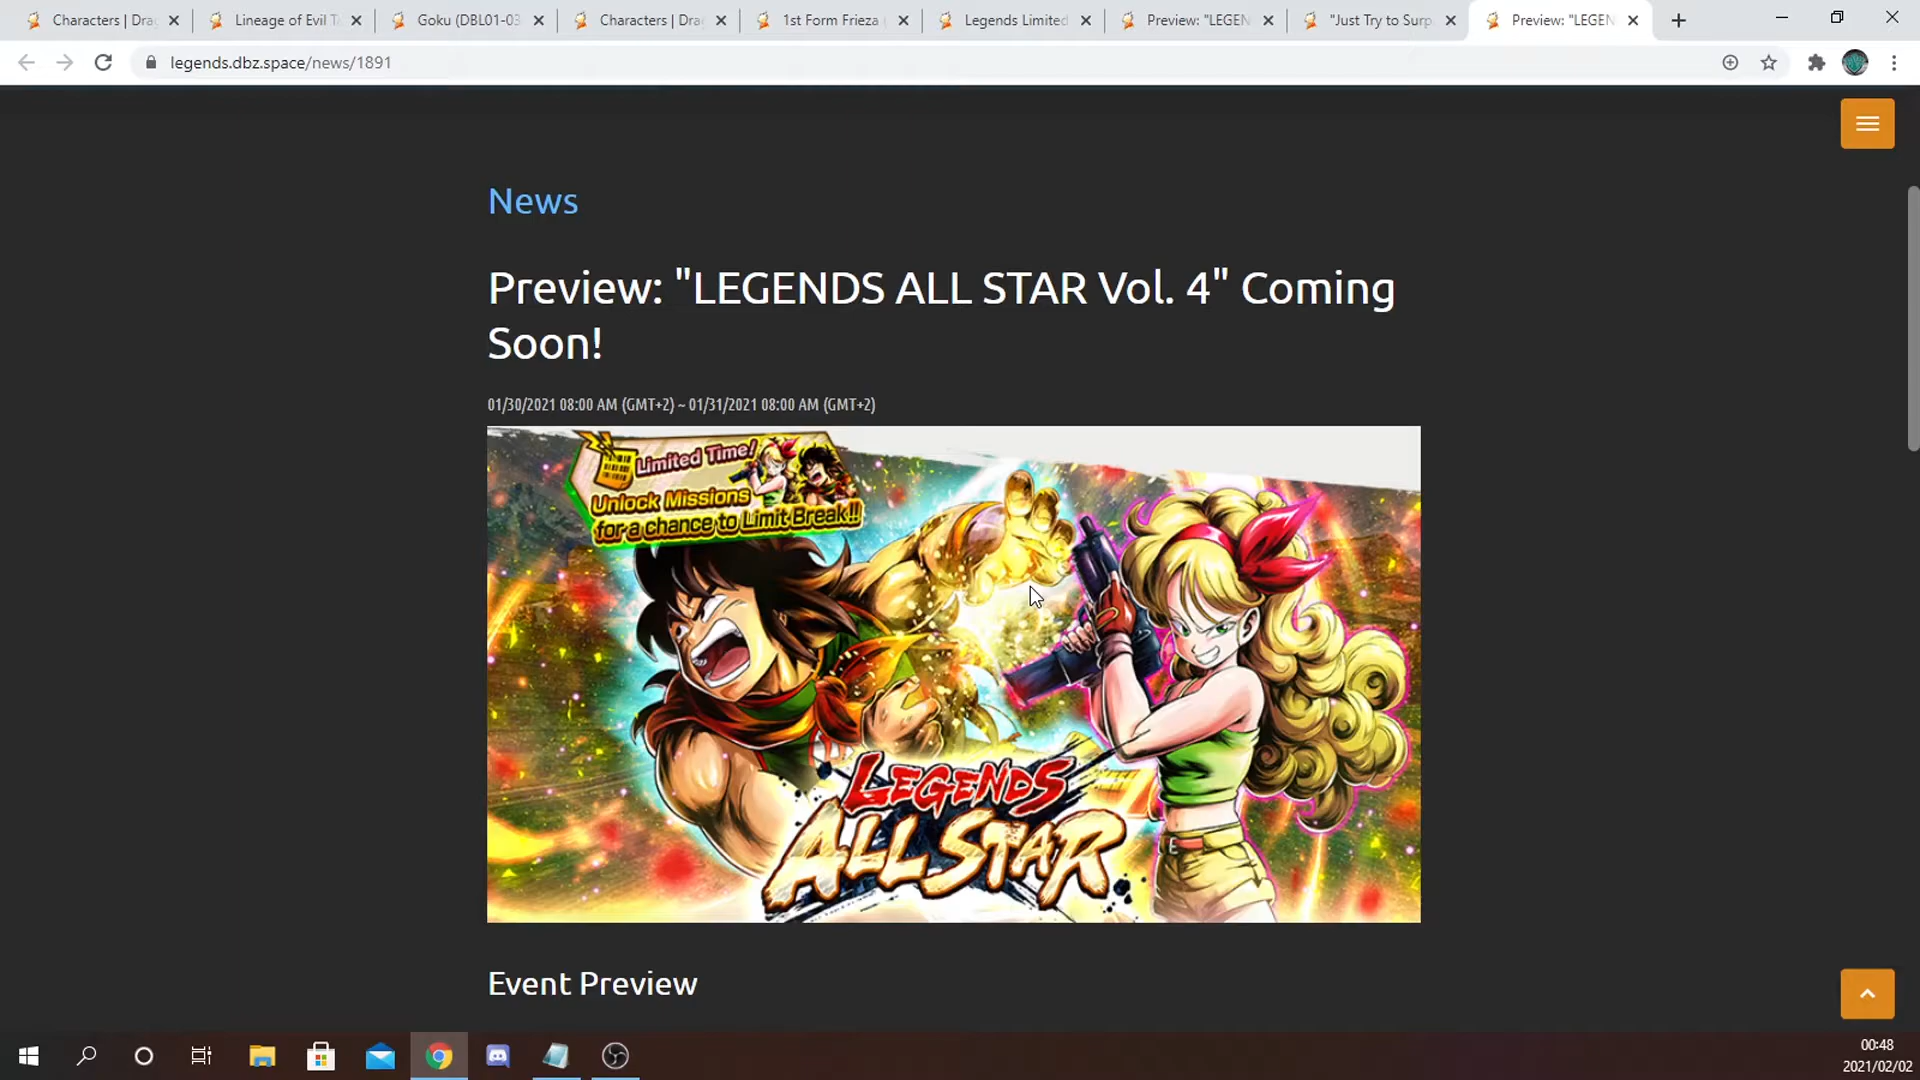 Characters | Dra
Lineage of Evil T
Goku (DBL01-03
Characters | Dra
1st Form Frieza
Legends Limited
Preview: "LEGEN
"Just Try to Surp
Preview: "LEGEN
legends.dbz.space/news/1891
News
Preview: "LEGENDS ALL STAR Vol. 4" Coming
Soon!
01/30/2021 08:00 AM (GMT+2) ~ 01/31/2021 08:00 AM (GMT+2)
Limited Time!
Unlock Missions
for a chance to Limit Break!!
LEGENDS
ALL STAR
Event Preview
00:48
2021/02/02